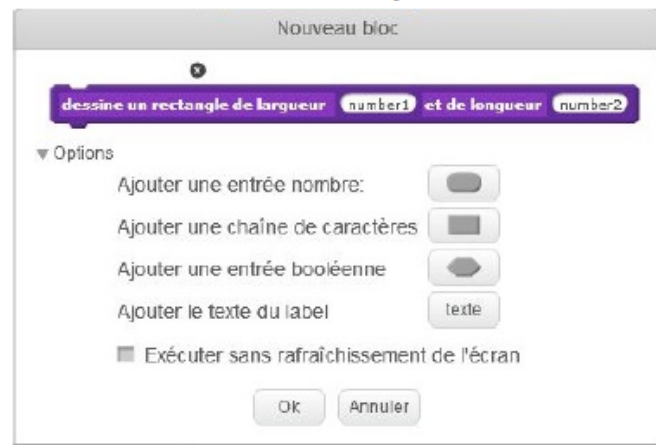 Nouveau bloc
dessine un rectangle de largueur number1 et de longueur number2
Options
Ajouter une entrée nombre:
Ajouter une chaîne de caractères
Ajouter une entrée booléenne
Ajouter le texte du label texte
Exécuter sans rafraîchissement de l'écran
Ok Annuler